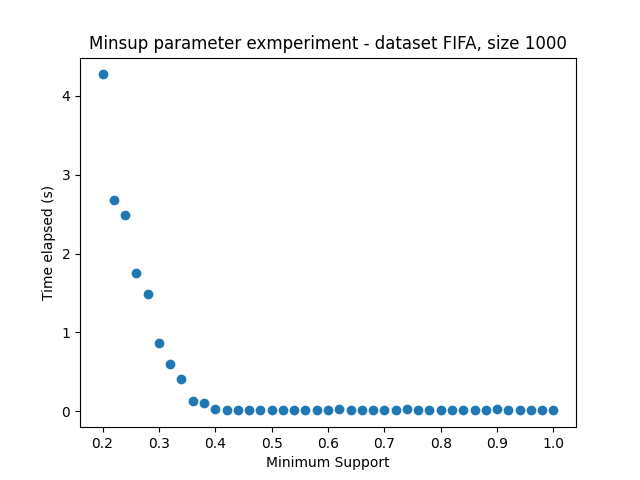 Minsup parameter exmperiment - dataset FIFA, size 1000
4
3
2
1
0
Time elapsed (s)
0.2 0.3 0.4 0.5 0.6 0.7 0.8 0.9 1.0
Minimum Support